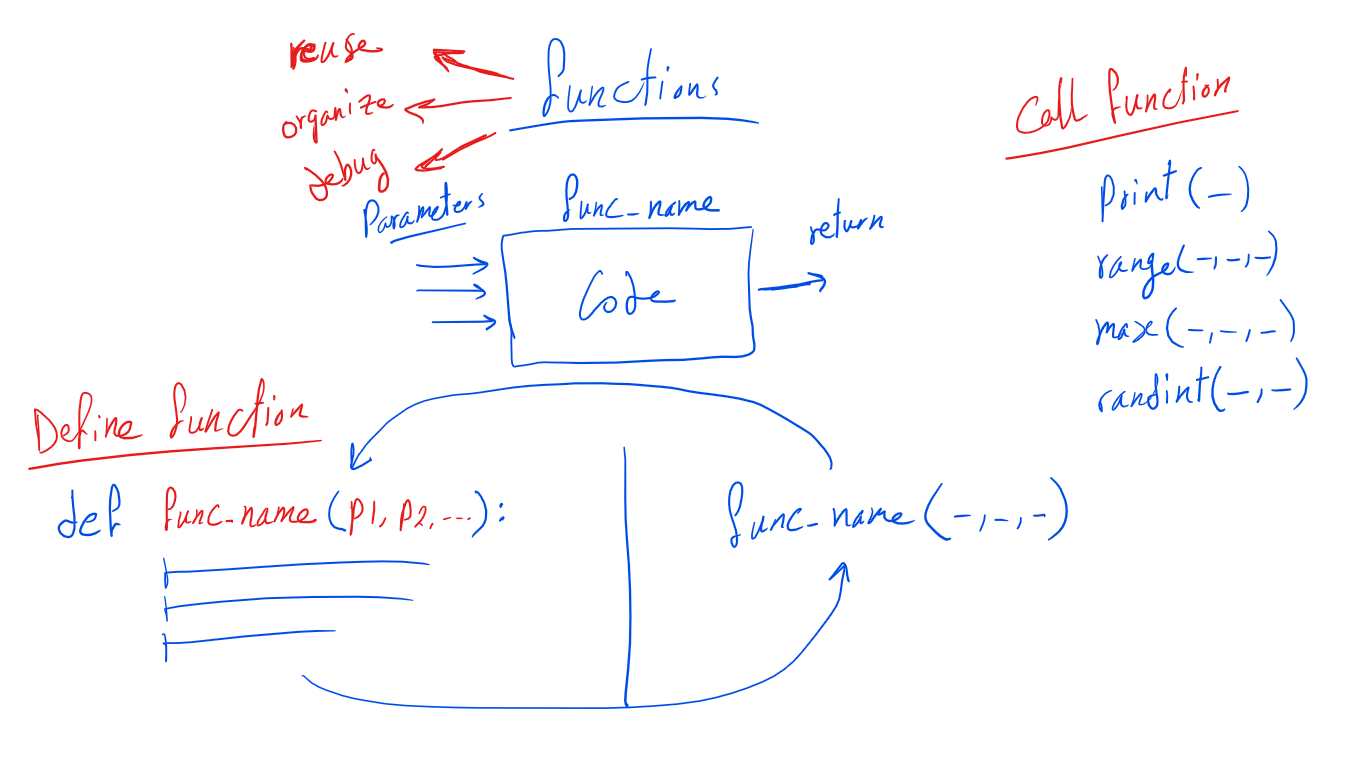 functions
reuse
organize
debug
Parameters
func_name
Code
return
Call function
Print (_)
range(-,-,-)
max(-,-,-)
randint(-,-)
Define function
def func_name(P1, P2, ...):
func_name(-,-,-)